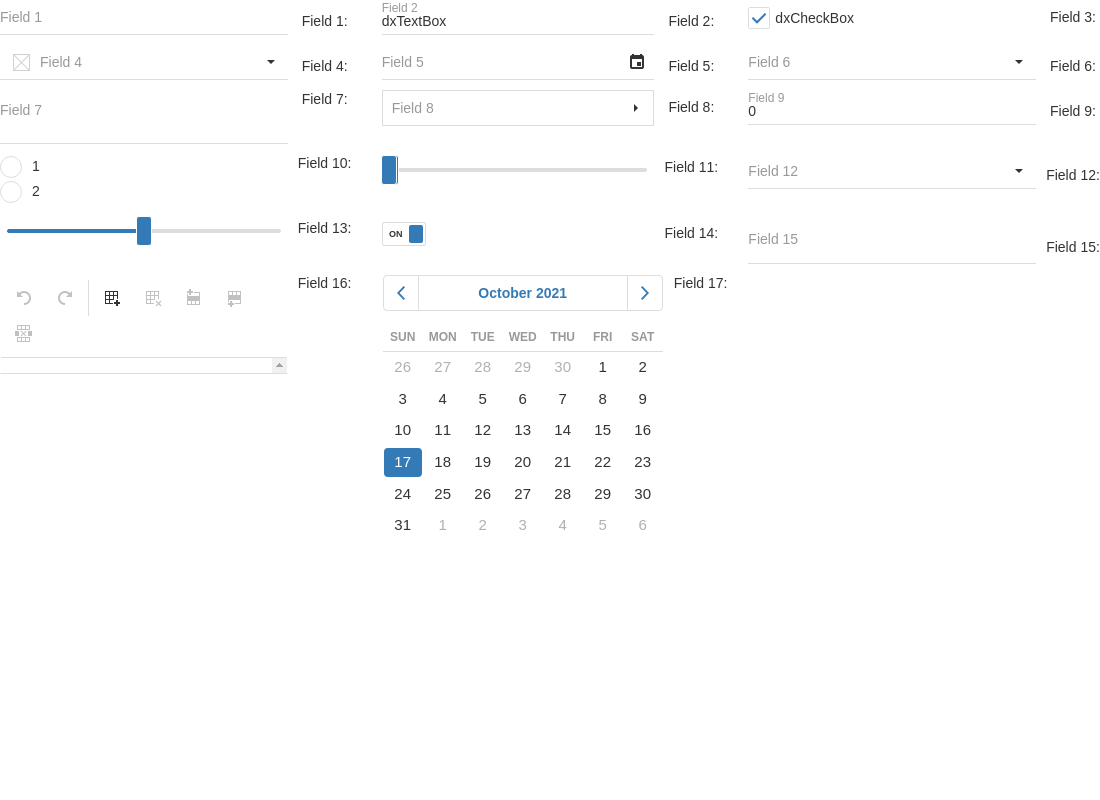 Field 1
Field 1:
Field 2
dxTextBox
Field 2:
dxCheckBox
Field 3:
Field 4
Field 4:
Field 5
Field 5:
Field 6
Field 6:
Field 7
Field 7:
Field 8
Field 8:
Field 9
0
Field 9:
1
2
Field 10:
Field 11:
Field 12
Field 12:
Field 13:
ON
Field 14:
Field 15
Field 15:
Field 16:
October 2021
Field 17:
SUN MON TUE WED THU FRI SAT
26 27 28 29 30 1 2
3 4 5 6 7 8 9
10 11 12 13 14 15 16
17 18 19 20 21 22 23
24 25 26 27 28 29 30
31 1 2 3 4 5 6